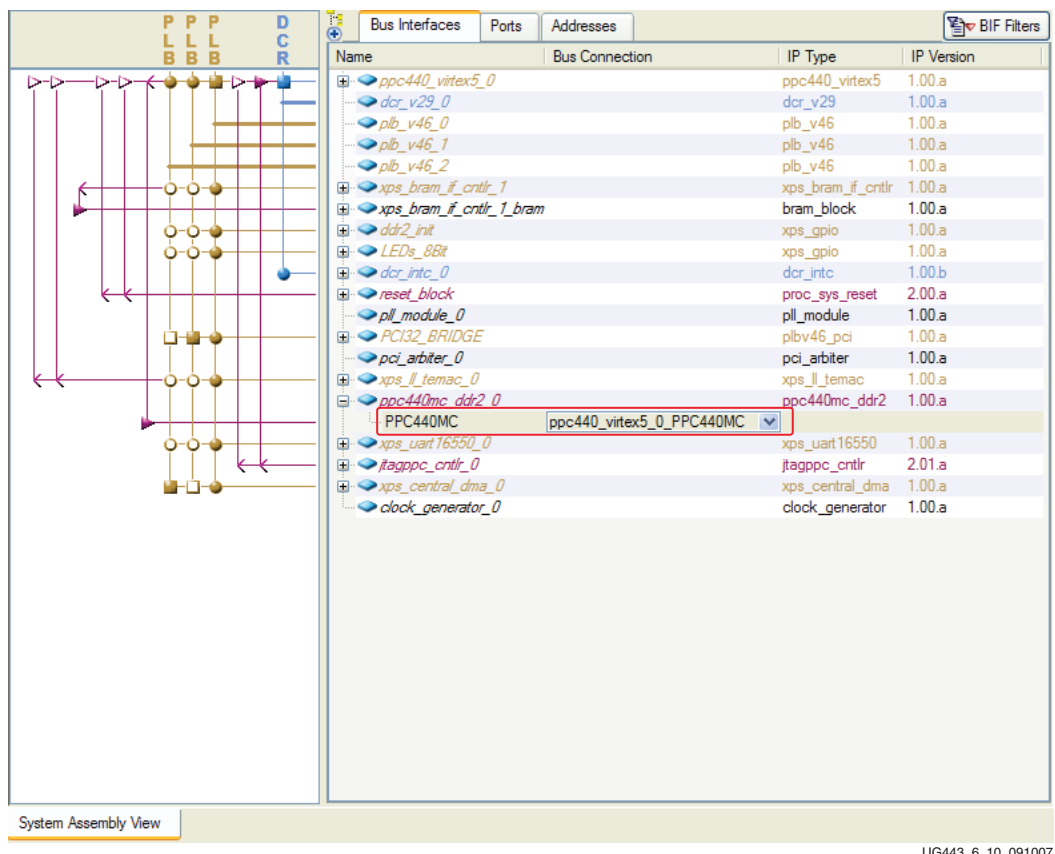 P P P D
L L L C
B B B R
Bus Interfaces Ports Addresses BIF Filters
Name Bus Connection IP Type IP Version
ppc440_virtex5_0 ppc440_virtex5 1.00.a
dcr_v29_0 dcr_v29 1.00.a
plb_v46_0 plb_v46 1.00.a
plb_v46_1 plb_v46 1.00.a
plb_v46_2 plb_v46 1.00.a
xps_bram_if_cntlr_1 xps_bram_if_cntlr 1.00.a
xps_bram_if_cntlr_1_bram bram_block 1.00.a
ddr2_init xps_gpio 1.00.a
LEDs_8Bit xps_gpio 1.00.a
dcr_intc_0 dcr_intc 1.00.b
reset_block proc_sys_reset 2.00.a
pll_module_0 pll_module 1.00.a
PCI32_BRIDGE plbv46_pci 1.00.a
pci_arbiter_0 pci_arbiter 1.00.a
xps_ll_temac_0 xps_ll_temac 1.00.a
ppc440mc_ddr2_0 ppc440mc_ddr2 1.00.a
PPC440MC ppc440_virtex5_0_PPC440MC
xps_uart16550_0 xps_uart16550 1.00.a
jtagppc_cntlr_0 jtagppc_cntlr 2.01.a
xps_central_dma_0 xps_central_dma 1.00.a
clock_generator_0 clock_generator 1.00.a
System Assembly View
UG443_6_10_091007